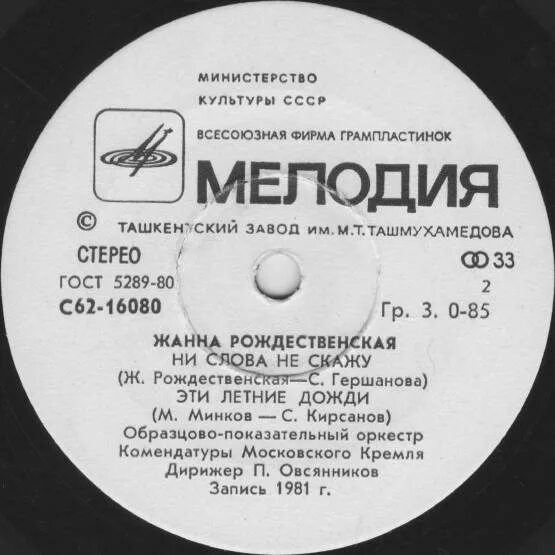 МИНИСТЕРСТВО
КУЛЬТУРЫ СССР
ВСЕСОЮЗНАЯ ФИРМА ГРАМПЛАСТИНОК
МЕЛОДИЯ
© ТАШКЕНТСКИЙ ЗАВОД ИМ. М.Т. ТАШМУХАМЕДОВА
СТЕРЕО
33
ГОСТ 5289-80
2
С62-16080
Гр. 3. 0-85
ЖАННА РОЖДЕСТВЕНСКАЯ
НИ СЛОВА НЕ СКАЖУ
(Ж. Рождественская—С. Гершанова)
ЭТИ ЛЕТНИЕ ДОЖДИ
(М. Минков — С. Кирсанов)
Образцово-показательный оркестр
Комендатуры Московского Кремля
Дирижер П. Овсянников
Запись 1981 г.